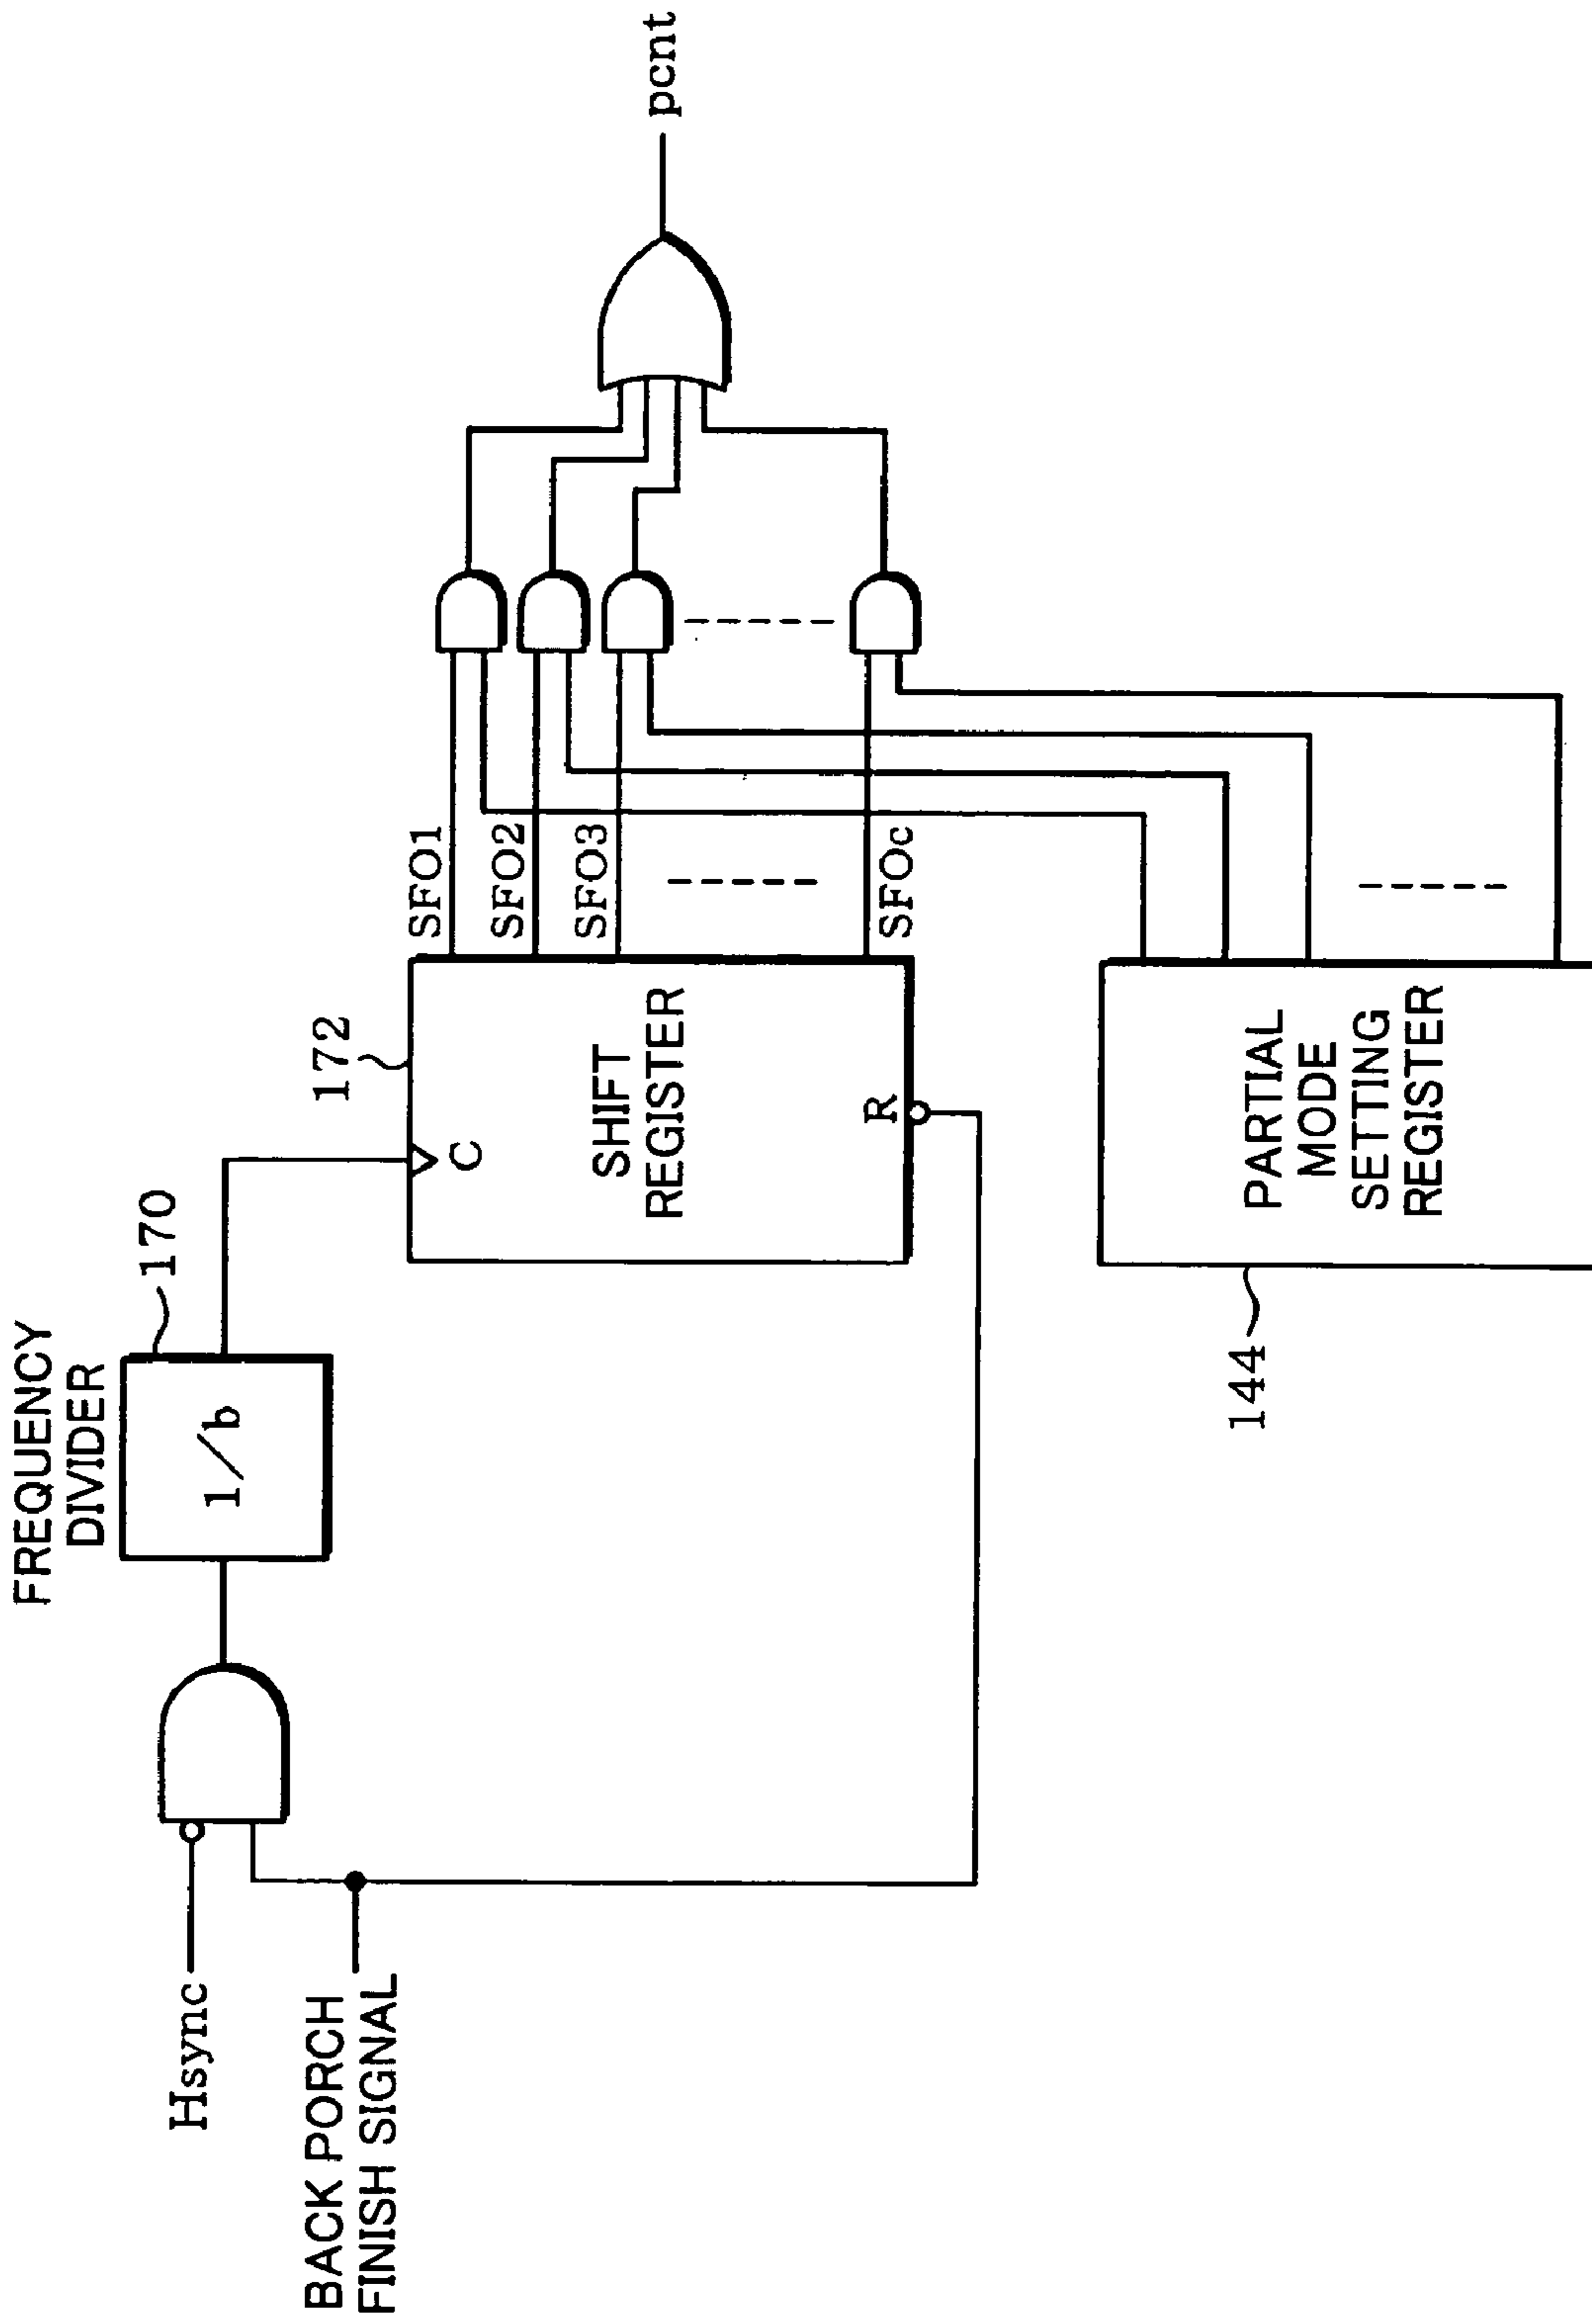 Hsync
BACK PORCH
FINISH SIGNAL
FREQUENCY
DIVIDER
1/b
170
C
172
SHIFT
REGISTER
R
SFO1
SFO2
SFO3
SFOc
pcnt
144
PARTIAL
MODE
SETTING
REGISTER